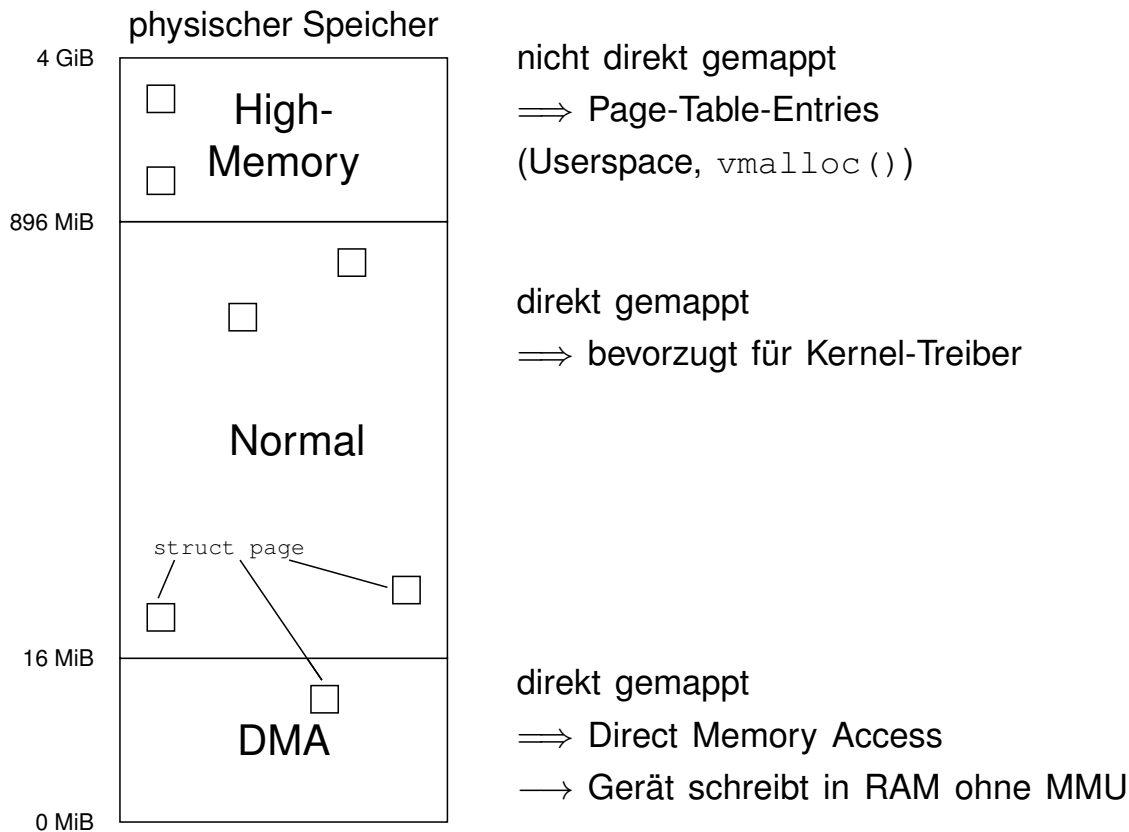 physischer Speicher
4 GiB
High-
Memory
nicht direkt gemappt
⟹ Page-Table-Entries
(Userspace, vmalloc())
896 MiB
direkt gemappt
⟹ bevorzugt für Kernel-Treiber
Normal
struct page
16 MiB
DMA
direkt gemappt
⟹ Direct Memory Access
⟶ Gerät schreibt in RAM ohne MMU
0 MiB